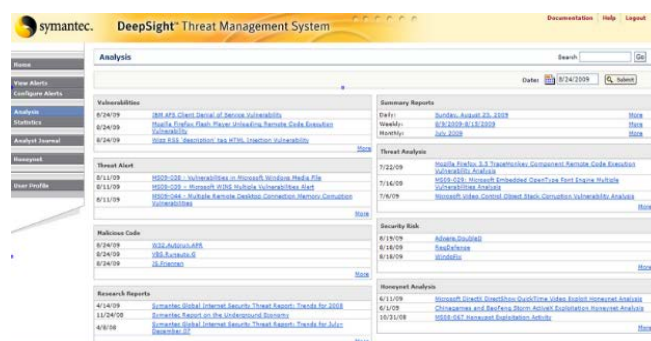 symantec. DeepSight™ Threat Management System
Documentation Help Logout
Home
View Alerts
Configure Alerts
Analysis
Statistics
Analyst Journal
Honeynet
User Profile
Analysis
Search Go
Date: 8/24/2009 Submit
Vulnerabilities
8/24/09 IBM AFS Client Denial of Service Vulnerability
8/24/09 Mozilla Firefox Flash Player Unloading Remote Code Execution
Vulnerability
8/24/09 Wizz RSS 'description' tag HTML Injection Vulnerability
More
Threat Alert
8/11/09 MS09-038 - Vulnerabilities in Microsoft Windows Media File
8/11/09 MS09-039 - Microsoft WINS Multiple Vulnerabilities Alert
8/11/09 MS09-044 - Multiple Remote Desktop Connection Memory Corruption
Vulnerabilities
More
Malicious Code
8/24/09 W32.Autorun
8/24/09 VBS.Runauto
8/24/09 JS.
More
Research Reports
4/14/09 Symantec Global Internet Security Threat Report: Trends for 2008
11/24/08 Symantec Report on the Underground Economy
4/8/08 Symantec Global Internet Security Threat Report: Trends for July-
December 07
More
Summary Reports
Daily: Sunday, August 23, 2009 More
Weekly: 8/9/2009-8/15/2009 More
Monthly: July 2009 More
Threat Analysis
7/22/09 Mozilla Firefox 3.5 TraceMonkey Component Remote Code Execution
Vulnerability Analysis
7/16/09 MS09-029: Microsoft Embedded OpenType Font Engine Multiple
Vulnerabilities Analysis
7/6/09 Microsoft Video Control Object Stack Corruption Vulnerability Analysis
More
Security Risk
8/19/09 Adware.
8/18/09 RegDefense
8/18/09
More
Honeynet Analysis
6/11/09 Microsoft DirectX DirectShow QuickTime Video Exploit Honeynet Analysis
6/1/09 Chinagames and BaoFeng Storm ActiveX Exploitation Honeynet Analysis
10/31/08 MS08-067 Honeynet Exploitation Activity
More